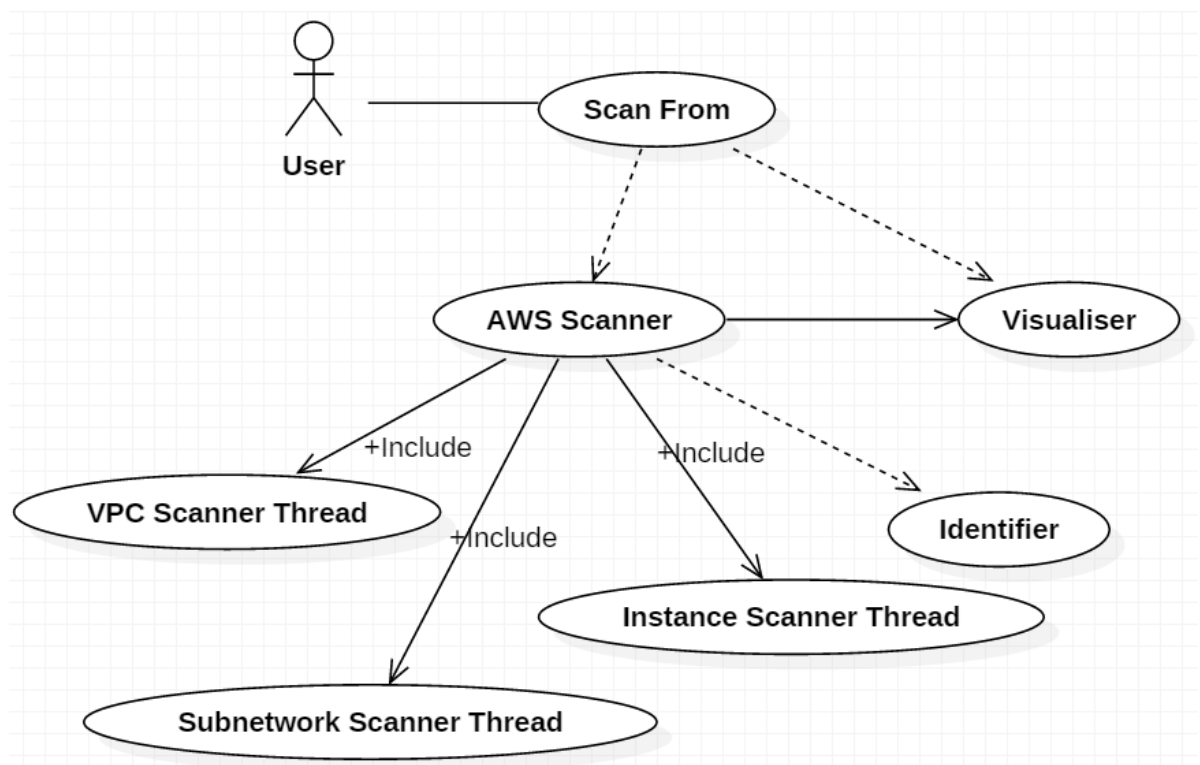 Scan From
User
AWS Scanner
Visualiser
+Include
+Include
VPC Scanner Thread
+Include
Identifier
Instance Scanner Thread
Subnetwork Scanner Thread